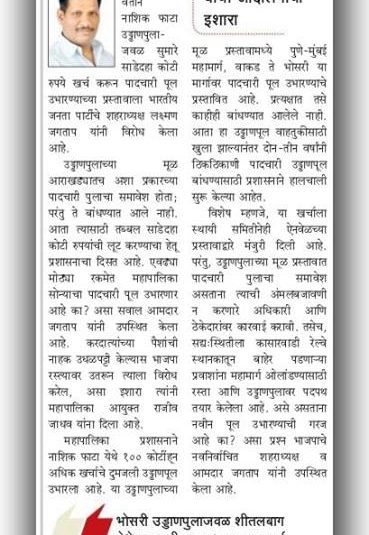 वतीने
नाशिक फाटा
उड्डाणपुला-
जवळ सुमारे
साडेदहा कोटी
रुपये खर्च करून पादचारी पूल
उभारण्याच्या प्रस्तावाला भारतीय
जनता पार्टीचे शहराध्यक्ष लक्ष्मण
जगताप यांनी विरोध केला
आहे.
उड्डाणपुलाच्या मूळ
आराखड्यातच अशा प्रकारच्या
पादचारी पुलाचा समावेश होता;
परंतु ते बांधण्यात आले नाही.
आता त्यासाठी तब्बल साडेदहा
कोटी रुपयांची लूट करण्याचा हेतू
प्रशासनाचा दिसत आहे. एवढ्या
मोठ्या रकमेत महापालिका
सोन्याचा पादचारी पूल उभारणार
आहे का? असा सवाल आमदार
जगताप यांनी उपस्थित केला
आहे. करदात्यांच्या पैशांची
नाहक उधळपट्टी केल्यास भाजपा
रस्त्यावर उतरून त्याला विरोध
करेल, असा इशारा त्यांनी
महापालिका आयुक्त राजीव
जाधव यांना दिला आहे.
महापालिका प्रशासनाने
नाशिक फाटा येथे १०० कोटींहून
अधिक खर्चाचे दुमजली उड्डाणपूल
उभारला आहे. या उड्डाणपुलाच्या
इशारा
मूळ प्रस्तावामध्ये पुणे-मुंबई
महामार्ग, वाकड ते भोसरी या
मार्गावर पादचारी पूल उभारण्याचे
प्रस्तावित आहे. प्रत्यक्षात तसे
काहीही बांधण्यात आलेले नाही.
आता हा उड्डाणपूल वाहतुकीसाठी
खुला झाल्यानंतर दोन-तीन वर्षांनी
ठिकठिकाणी पादचारी उड्डाणपूल
बांधण्यासाठी प्रशासनाने हालचाली
सुरू केल्या आहेत.
विशेष म्हणजे, या खर्चाला
स्थायी समितीनेही ऐनवेळच्या
प्रस्तावाद्वारे मंजुरी दिली आहे.
परंतु, उड्डाणपुलाच्या मूळ प्रस्तावात
पादचारी पुलाचा समावेश
असताना त्याची अंमलबजावणी
न करणारे अधिकारी आणि
ठेकेदारांवर कारवाई करावी. तसेच,
सद्यःस्थितीला कासारवाडी रेल्वे
स्थानकातून बाहेर पडणाऱ्या
प्रवाशांना महामार्ग ओलांडण्यासाठी
रस्ता आणि उड्डाणपुलावर पदपथ
तयार केलेला आहे. असे असताना
नवीन पूल उभारण्याची गरज
आहे का? असा प्रश्न भाजपाचे
नवनिर्वाचित शहराध्यक्ष व
आमदार जगताप यांनी उपस्थित
केला आहे.
भोसरी उड्डाणपुलाजवळ शीतलबाग